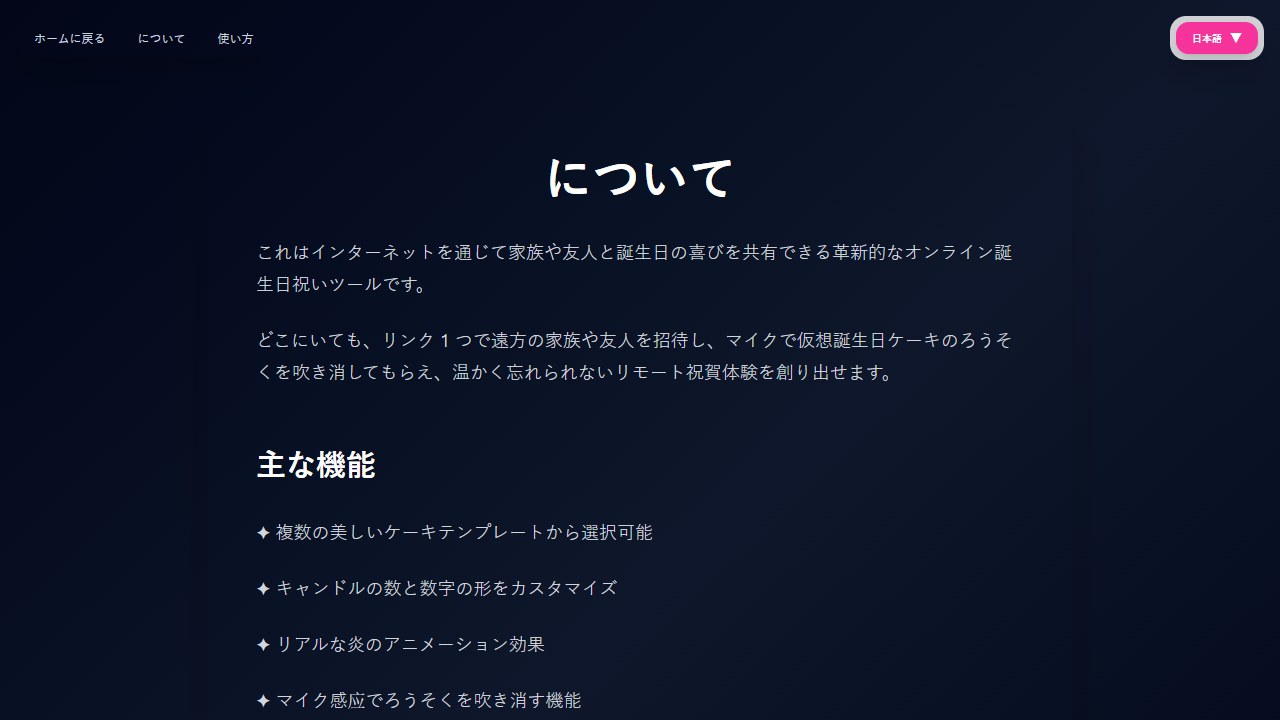 ホームに戻る について 使い方 日本語 ▼
について
これはインターネットを通じて家族や友人と誕生日の喜びを共有できる革新的なオンライン誕
生日祝いツールです。
どこにいても、リンク 1 つで遠方の家族や友人を招待し、マイクで仮想誕生日ケーキのろうそ
くを吹き消してもらえ、温かく忘れられないリモート祝賀体験を創り出せます。
主な機能
✦ 複数の美しいケーキテンプレートから選択可能
✦ キャンドルの数と数字の形をカスタマイズ
✦ リアルな炎のアニメーション効果
✦ マイク感応でろうそくを吹き消す機能